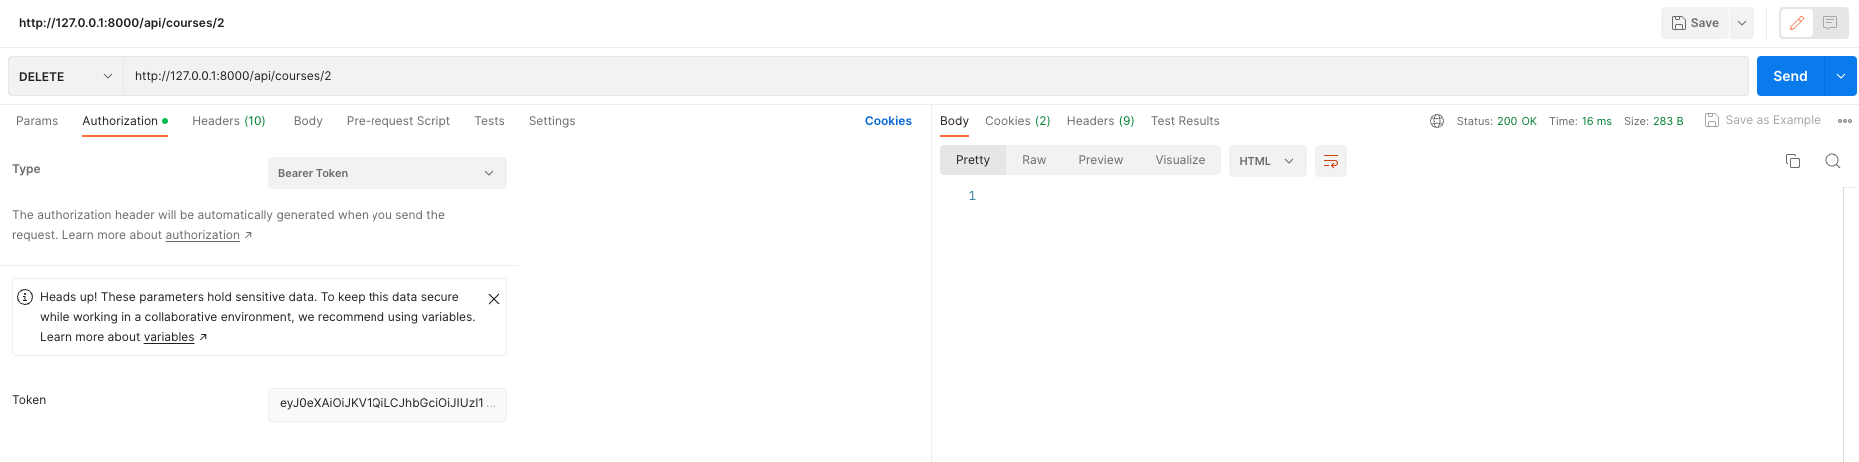 http://127.0.0.1:8000/api/courses/2
Save
DELETE
http://127.0.0.1:8000/api/courses/2
Send
Params Authorization Headers (10) Body Pre-request Script Tests Settings Cookies
Body Cookies (2) Headers (9) Test Results Status: 200 OK Time: 16 ms Size: 283 B Save as Example
Pretty Raw Preview Visualize HTML
1
Type Bearer Token
The authorization header will be automatically generated when you send the
request. Learn more about authorization ↗
Heads up! These parameters hold sensitive data. To keep this data secure
while working in a collaborative environment, we recommend using variables.
Learn more about variables ↗
Token eyJ0eXAiOiJKV1QiLCJhbGciOiJIUzI1 ...